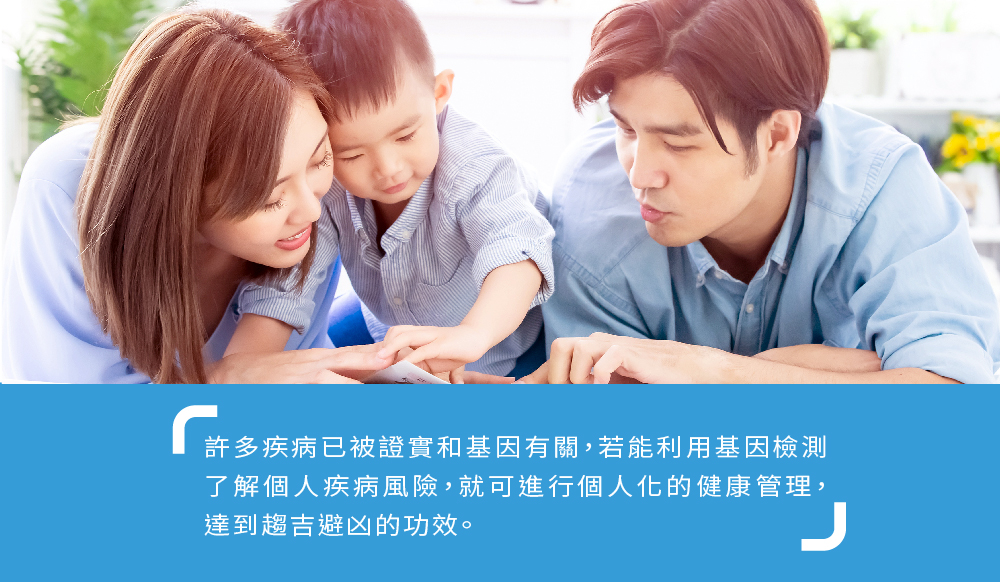 許多疾病已被證實和基因有關，若能利用基因檢測
了解個人疾病風險，就可進行個人化的健康管理，
達到趨吉避凶的功效。